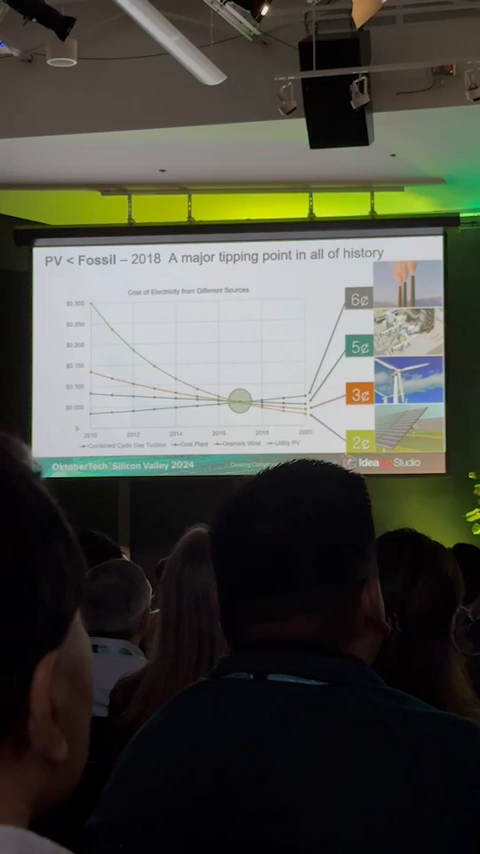 PV < Fossil – 2018 A major tipping point in all of history
Cost of Electricity from Different Sources
$0.300
$0.250
$0.200
$0.150
$0.100
$0.050
$-
2010
2012
2014
2016
2018
2020
Combined Cycle Gas Turbine
Coal Plant
Onshore Wind
Utility PV
6¢
5¢
3¢
2¢
OktoberTech™ Silicon Valley 2024
Studio